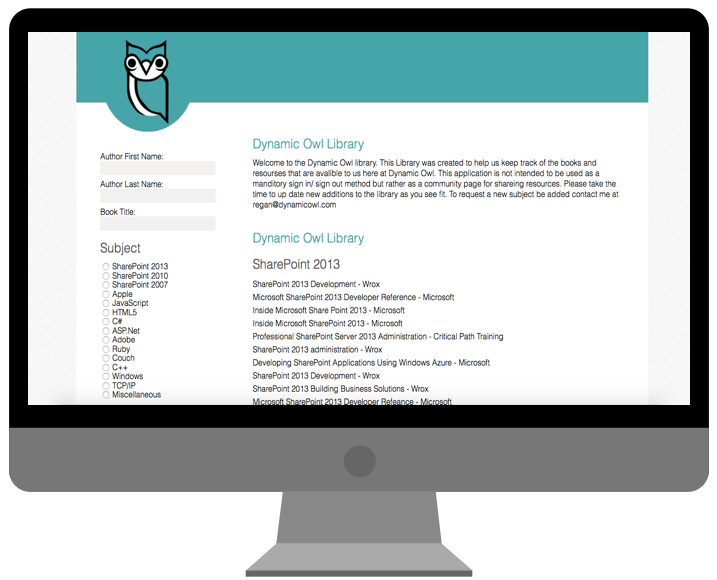 Author First Name:
Author Last Name:
Book Title:
Subject
SharePoint 2013
SharePoint 2010
SharePoint 2007
Apple
JavaScript
HTML5
C#
ASP.Net
Adobe
Ruby
Couch
C++
Windows
TCP/IP
Miscellaneous
Dynamic Owl Library
Welcome to the Dynamic Owl library. This Library was created to help us keep track of the books and
resourses that are avalible to us here at Dynamic Owl. This application is not intended to be used as a
manditory sign in/ sign out method but rather as a community page for shareing resources. Please take the
time to up date new additions to the library as you see fit. To request a new subject be added contact me at
regan@dynamicowl.com
Dynamic Owl Library
SharePoint 2013
SharePoint 2013 Development - Wrox
Microsoft SharePoint 2013 Developer Reference - Microsoft
Inside Microsoft Share Point 2013 - Microsoft
Inside Microsoft SharePoint 2013 - Microsoft
Professional SharePoint Server 2013 Administration - Critical Path Training
SharePoint 2013 administration - Wrox
Developing SharePoint Applications Using Windows Azure - Microsoft
SharePoint 2013 Development - Wrox
SharePoint 2013 Building Business Solutions - Wrox
Microsoft SharePoint 2013 Developer Refeance - Microsoft